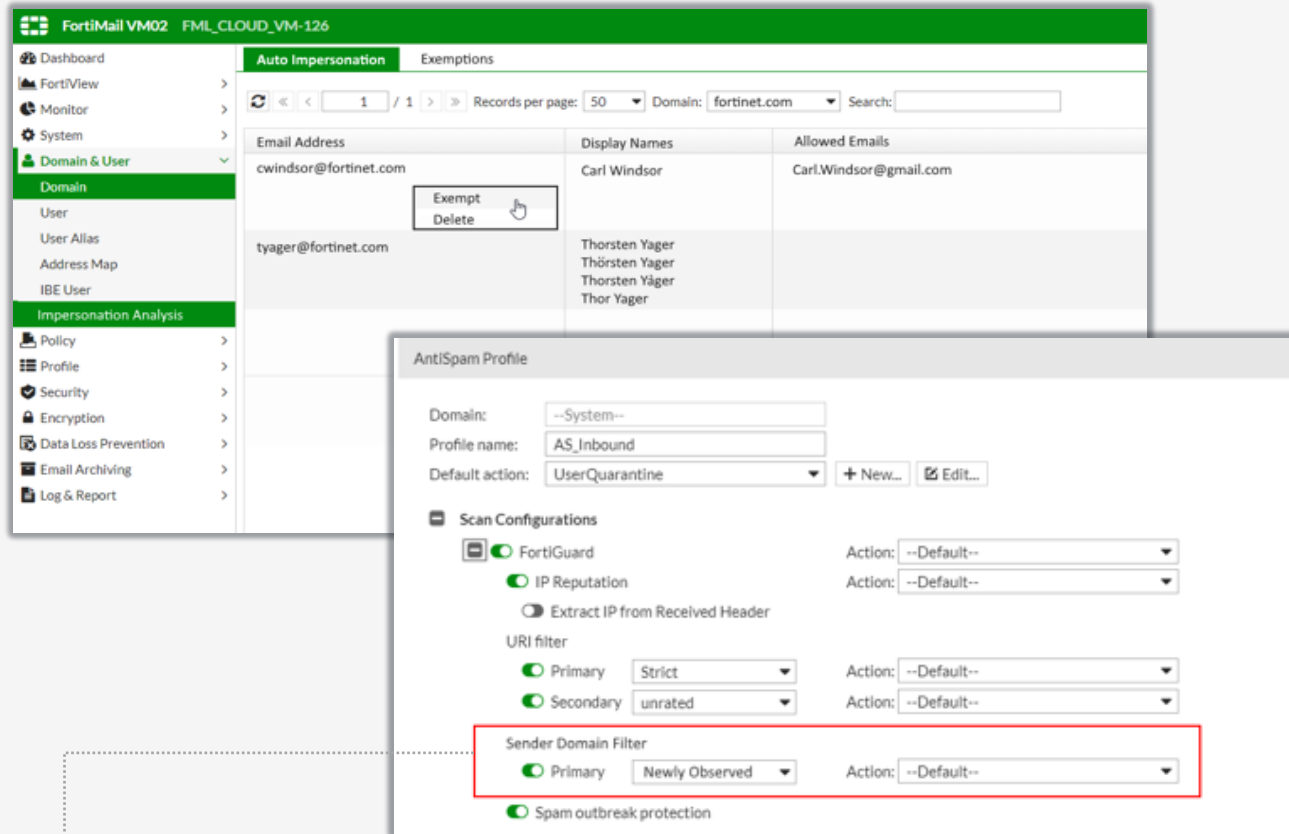 FortiMail VM02 FML_CLOUD_VM-126
Dashboard
FortiView
Monitor
System
Domain & User
Domain
User
User Alias
Address Map
IBE User
Impersonation Analysis
Policy
Profile
Security
Encryption
Data Loss Prevention
Email Archiving
Log & Report
Auto Impersonation Exemptions
1 / 1 Records per page: 50 Domain: fortinet.com Search:
Email Address Display Names Allowed Emails
cwindsor@fortinet.com Carl Windsor Carl.Windsor@gmail.com
Exempt
Delete
tyager@fortinet.com Thorsten Yager
Thörsten Yager
Thorsten Yåger
Thor Yager
AntiSpam Profile
Domain: --System--
Profile name: AS_Inbound
Default action: UserQuarantine + New... Edit...
Scan Configurations
FortiGuard Action: --Default--
IP Reputation Action: --Default--
Extract IP from Received Header
URI filter
Primary Strict Action: --Default--
Secondary unrated Action: --Default--
Sender Domain Filter
Primary Newly Observed Action: --Default--
Spam outbreak protection